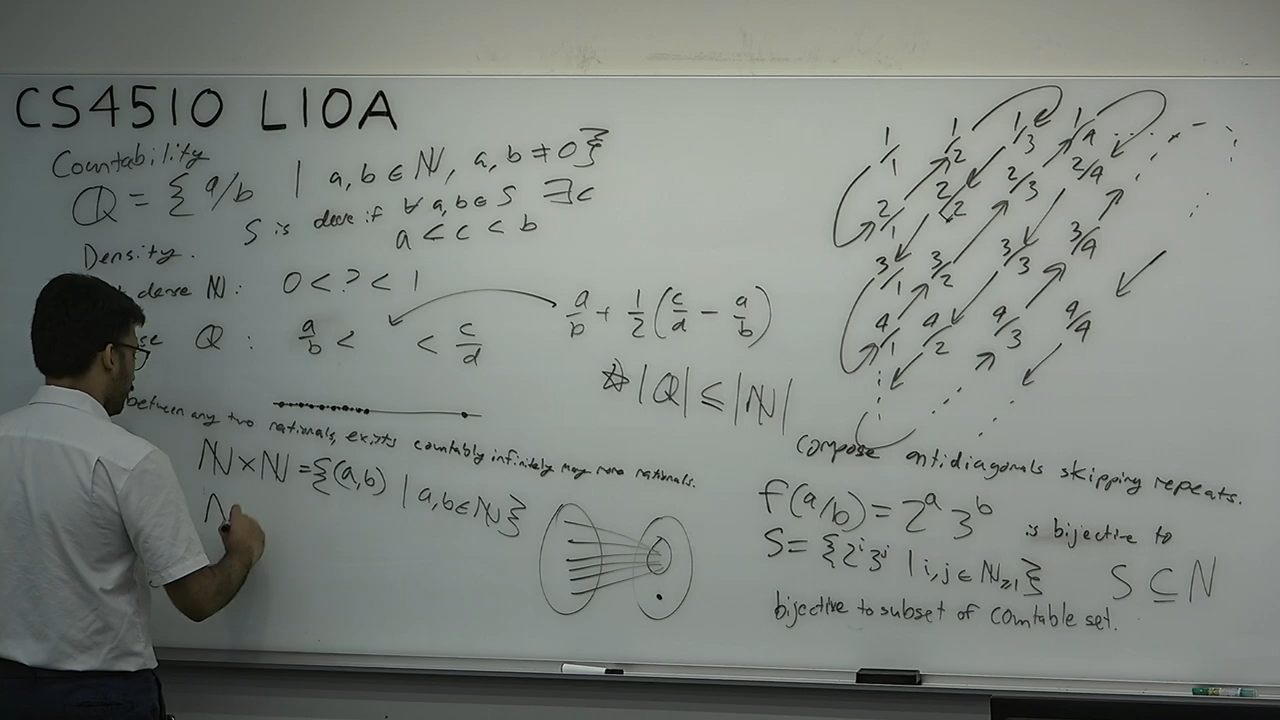 CS4510 L10A
Countability
Q = { a/b | a,b ∈ N, a,b ≠ 0}
S is dense if ∀ a,b ∈ S ∃c
a < c < b
Density.
dense N: 0 < ? < 1
Q : a/b < < c/d
a/b + 1/2 (c/d − a/b)
|Q| ≤ |N|
between any two rationals, exists countably infinitely many more rationals.
N × N = {(a,b) | a,b ∈ N}
N
1/1 1/2 1/3 1/4
2/1 2/2 2/3 2/4
3/1 3/2 3/3 3/4
4/1 4/2 4/3 4/4
compose antidiagonals skipping repeats.
f(a/b) = 2^a 3^b is bijective to
S = {2^i 3^j | i,j ∈ N≥1} S ⊆ N
bijective to subset of countable set.